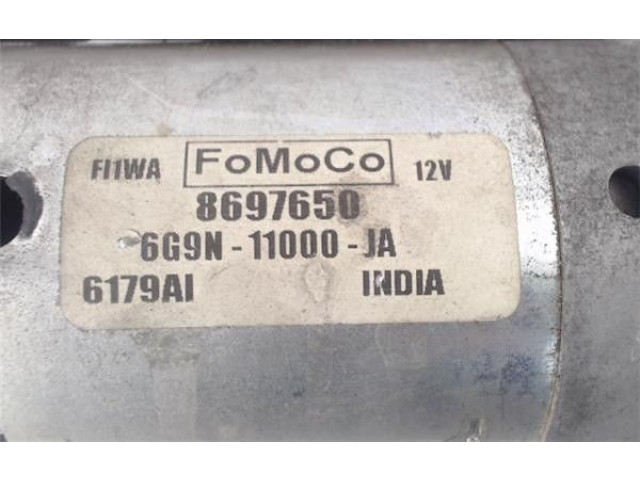 FI1WA FoMoCo 12V
8697650
6G9N - 11000 - JA
6179AI INDIA